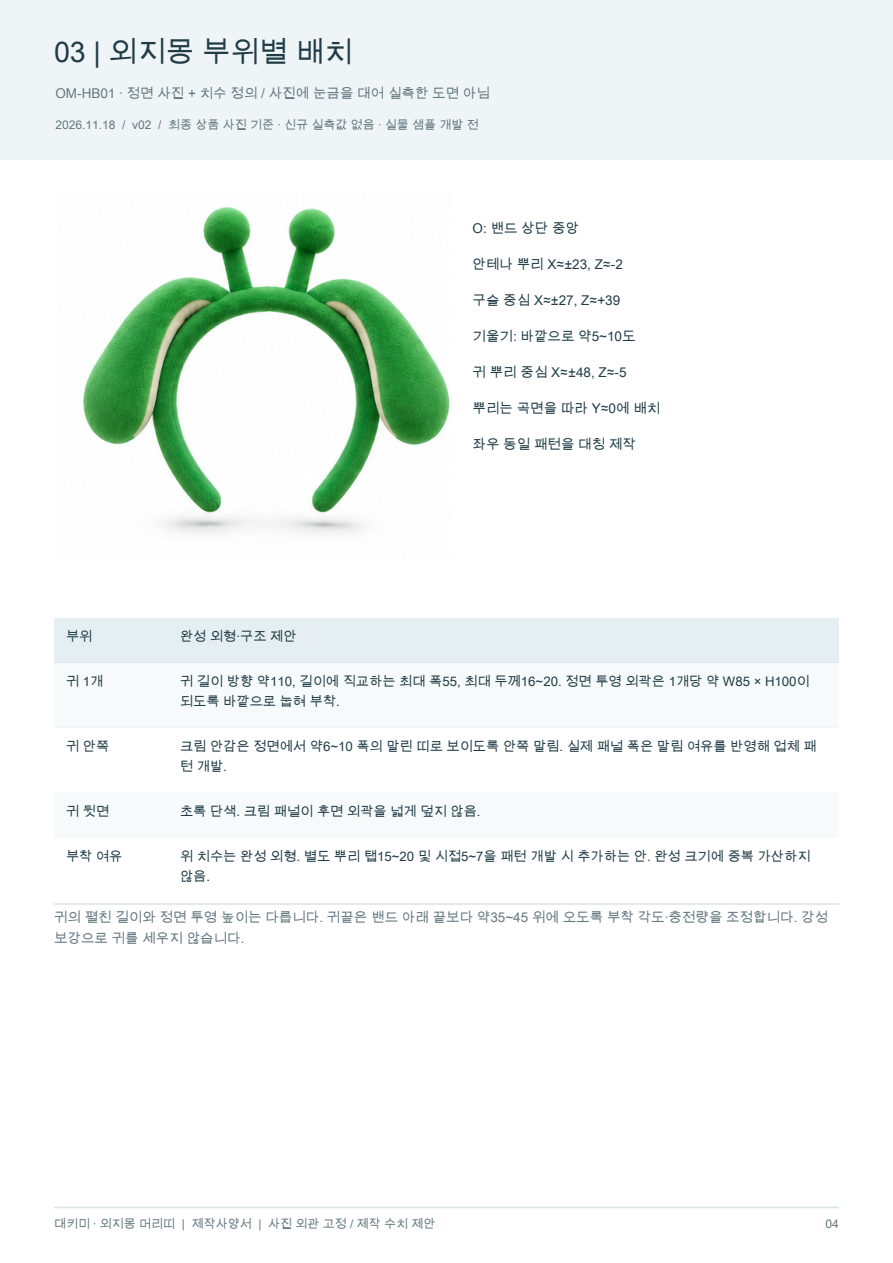 03 | 외지몽 부위별 배치
OM-HB01 · 정면 사진 + 치수 정의 / 사진에 눈금을 대어 실측한 도면 아님
2026.11.18 / v02 / 최종 상품 사진 기준 · 신규 실측값 없음 · 실물 샘플 개발 전
O: 밴드 상단 중앙
안테나 뿌리 X≈±23, Z≈-2
구슬 중심 X≈±27, Z≈+39
기울기: 바깥으로 약5~10도
귀 뿌리 중심 X≈±48, Z≈-5
뿌리는 곡면을 따라 Y≈0에 배치
좌우 동일 패턴을 대칭 제작
부위 완성 외형·구조 제안
귀 1개 귀 길이 방향 약110, 길이에 직교하는 최대 폭55, 최대 두께16~20. 정면 투영 외곽은 1개당 약 W85 × H100이
되도록 바깥으로 눕혀 부착.
귀 안쪽 크림 안감은 정면에서 약6~10 폭의 말린 띠로 보이도록 안쪽 말림. 실제 패널 폭은 말림 여유를 반영해 업체 패
턴 개발.
귀 뒷면 초록 단색. 크림 패널이 후면 외곽을 넓게 덮지 않음.
부착 여유 위 치수는 완성 외형. 별도 뿌리 탭15~20 및 시접5~7을 패턴 개발 시 추가하는 안. 완성 크기에 중복 가산하지
않음.
귀의 펼친 길이와 정면 투영 높이는 다릅니다. 귀끝은 밴드 아래 끝보다 약35~45 위에 오도록 부착 각도·충전량을 조정합니다. 강성
보강으로 귀를 세우지 않습니다.
대키미 · 외지몽 머리띠 | 제작사양서 | 사진 외관 고정 / 제작 수치 제안 04